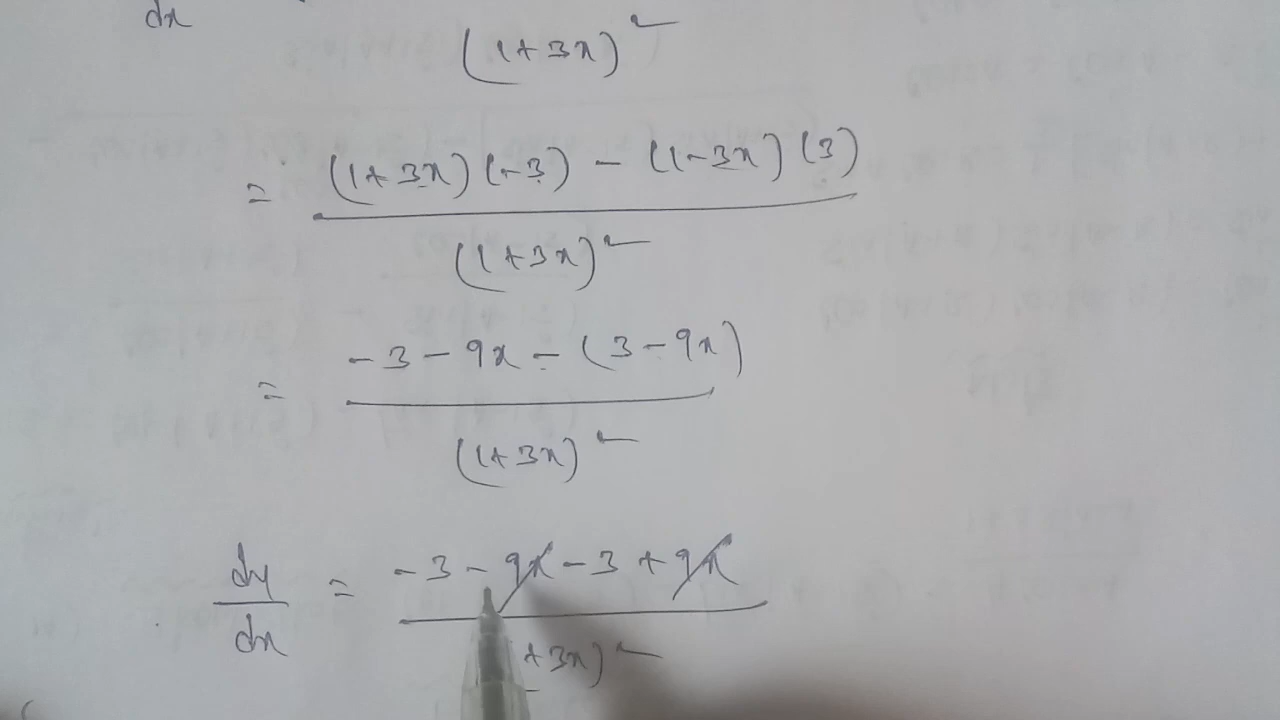 dx
(1+3x)²
= (1+3x)(-3) - (1-3x)(3)
(1+3x)²
= -3 - 9x - (3 - 9x)
(1+3x)²
dy/dx = -3 - 9x - 3 + 9x
+3x)²